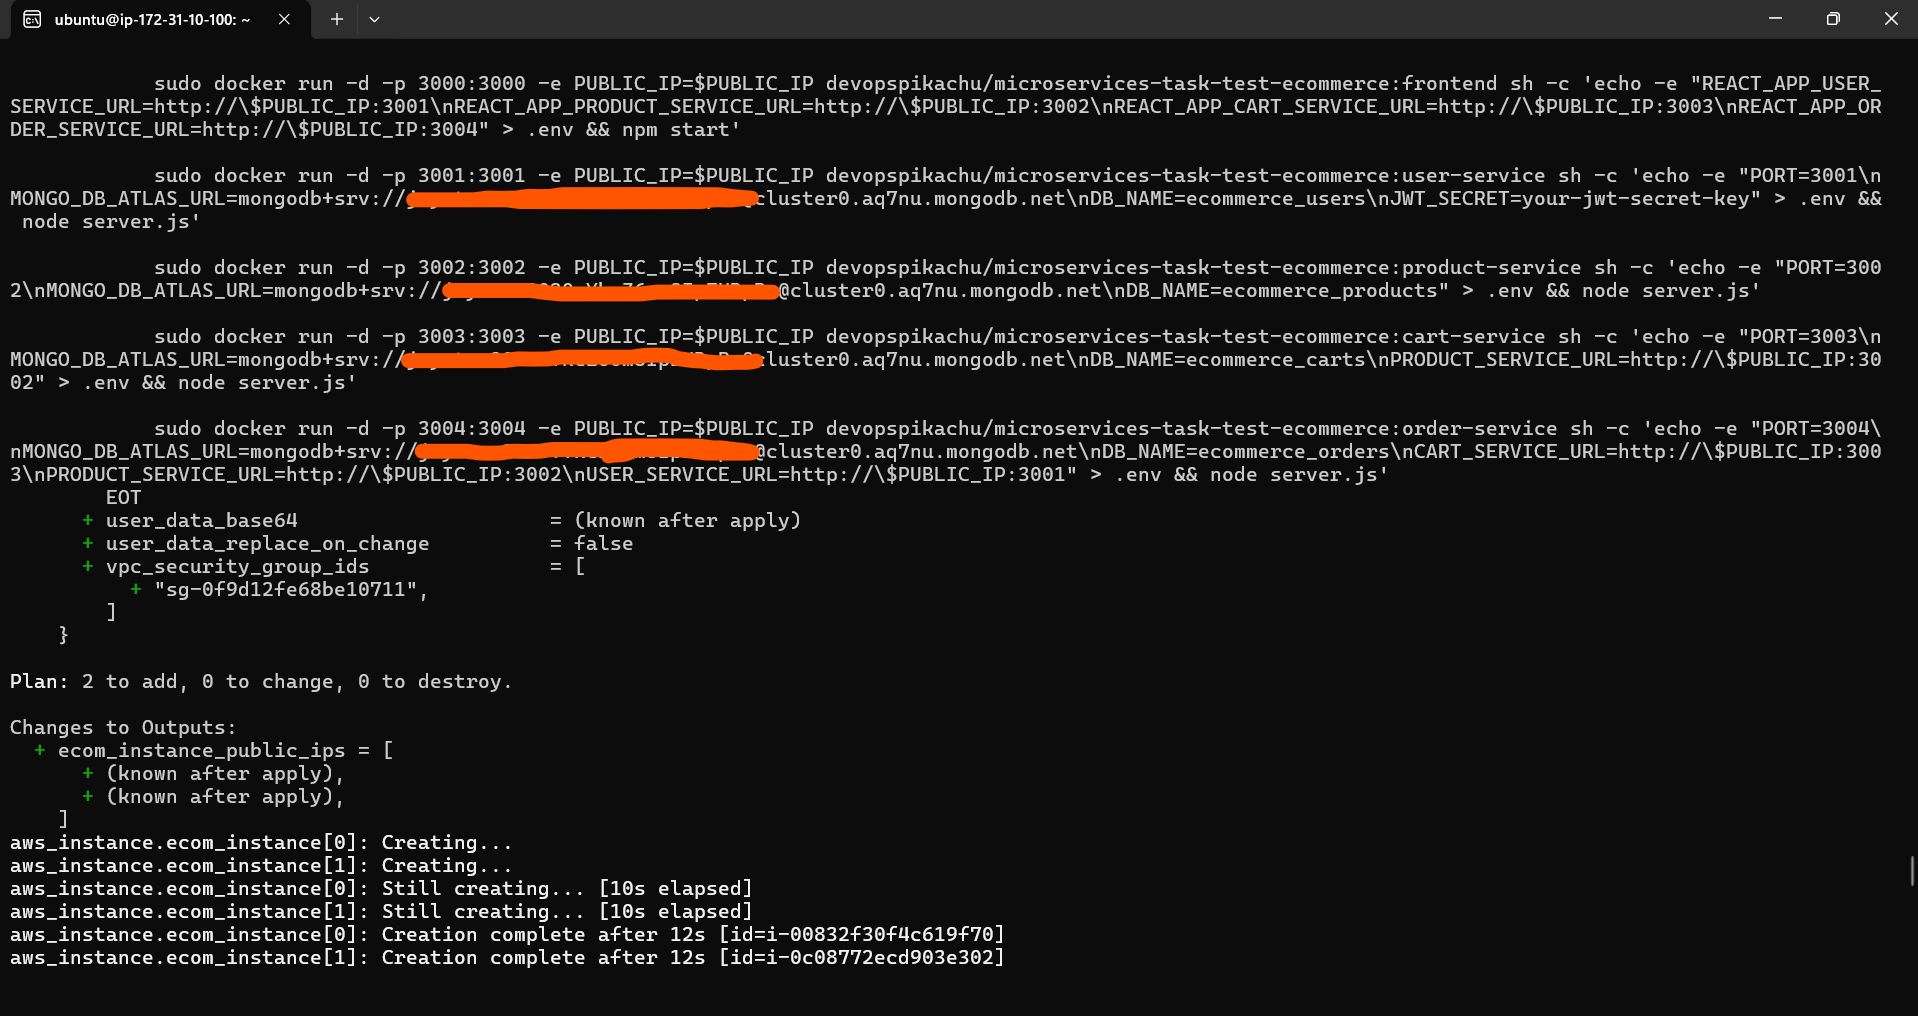 ubuntu@ip-172-31-10-100: ~
sudo docker run -d -p 3000:3000 -e PUBLIC_IP=$PUBLIC_IP devopspikachu/microservices-task-test-ecommerce:frontend sh -c 'echo -e "REACT_APP_USER_
SERVICE_URL=http://\$PUBLIC_IP:3001\nREACT_APP_PRODUCT_SERVICE_URL=http://\$PUBLIC_IP:3002\nREACT_APP_CART_SERVICE_URL=http://\$PUBLIC_IP:3003\nREACT_APP_OR
DER_SERVICE_URL=http://\$PUBLIC_IP:3004" > .env && npm start'
sudo docker run -d -p 3001:3001 -e PUBLIC_IP=$PUBLIC_IP devopspikachu/microservices-task-test-ecommerce:user-service sh -c 'echo -e "PORT=3001\n
MONGO_DB_ATLAS_URL=mongodb+srv://cluster0.aq7nu.mongodb.net\nDB_NAME=ecommerce_users\nJWT_SECRET=your-jwt-secret-key" > .env &&
node server.js'
sudo docker run -d -p 3002:3002 -e PUBLIC_IP=$PUBLIC_IP devopspikachu/microservices-task-test-ecommerce:product-service sh -c 'echo -e "PORT=300
2\nMONGO_DB_ATLAS_URL=mongodb+srv://@cluster0.aq7nu.mongodb.net\nDB_NAME=ecommerce_products" > .env && node server.js'
sudo docker run -d -p 3003:3003 -e PUBLIC_IP=$PUBLIC_IP devopspikachu/microservices-task-test-ecommerce:cart-service sh -c 'echo -e "PORT=3003\n
MONGO_DB_ATLAS_URL=mongodb+srv://cluster0.aq7nu.mongodb.net\nDB_NAME=ecommerce_carts\nPRODUCT_SERVICE_URL=http://\$PUBLIC_IP:30
02" > .env && node server.js'
sudo docker run -d -p 3004:3004 -e PUBLIC_IP=$PUBLIC_IP devopspikachu/microservices-task-test-ecommerce:order-service sh -c 'echo -e "PORT=3004\
nMONGO_DB_ATLAS_URL=mongodb+srv://@cluster0.aq7nu.mongodb.net\nDB_NAME=ecommerce_orders\nCART_SERVICE_URL=http://\$PUBLIC_IP:300
3\nPRODUCT_SERVICE_URL=http://\$PUBLIC_IP:3002\nUSER_SERVICE_URL=http://\$PUBLIC_IP:3001" > .env && node server.js'
EOT
+ user_data_base64 = (known after apply)
+ user_data_replace_on_change = false
+ vpc_security_group_ids = [
+ "sg-0f9d12fe68be10711",
]
}
Plan: 2 to add, 0 to change, 0 to destroy.
Changes to Outputs:
+ ecom_instance_public_ips = [
+ (known after apply),
+ (known after apply),
]
aws_instance.ecom_instance[0]: Creating...
aws_instance.ecom_instance[1]: Creating...
aws_instance.ecom_instance[0]: Still creating... [10s elapsed]
aws_instance.ecom_instance[1]: Still creating... [10s elapsed]
aws_instance.ecom_instance[0]: Creation complete after 12s [id=i-00832f30f4c619f70]
aws_instance.ecom_instance[1]: Creation complete after 12s [id=i-0c08772ecd903e302]